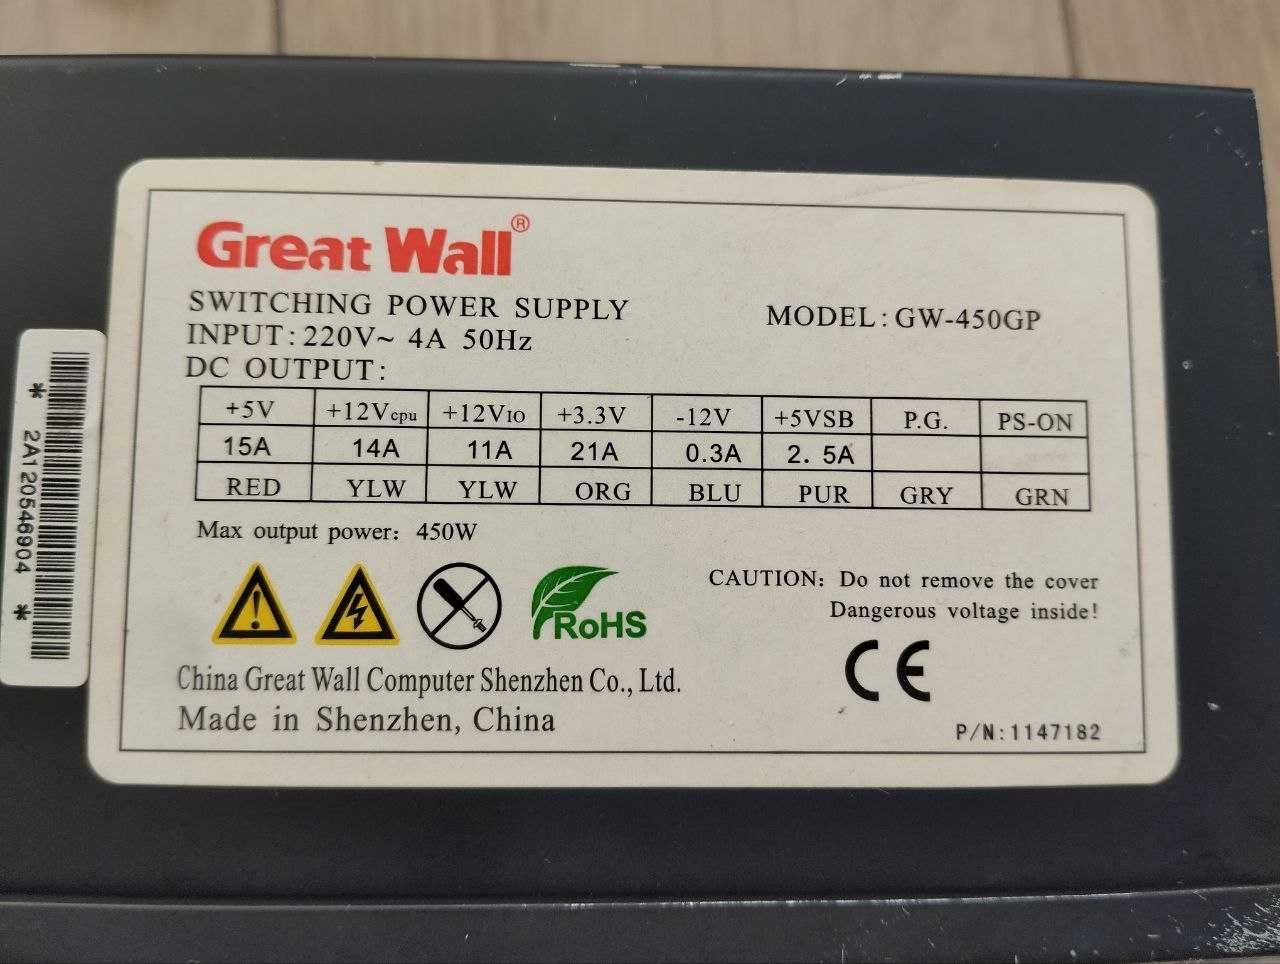 Great Wall®
SWITCHING POWER SUPPLY
MODEL: GW-450GP
INPUT: 220V~ 4A 50Hz
DC OUTPUT:
+5V +12Vcpu +12VIO +3.3V -12V +5VSB P.G. PS-ON
15A 14A 11A 21A 0.3A 2. 5A
RED YLW YLW ORG BLU PUR GRY GRN
Max output power: 450W
RoHS
CAUTION: Do not remove the cover
Dangerous voltage inside!
CE
China Great Wall Computer Shenzhen Co., Ltd.
Made in Shenzhen, China
P/N:1147182
* 2A120546904 *